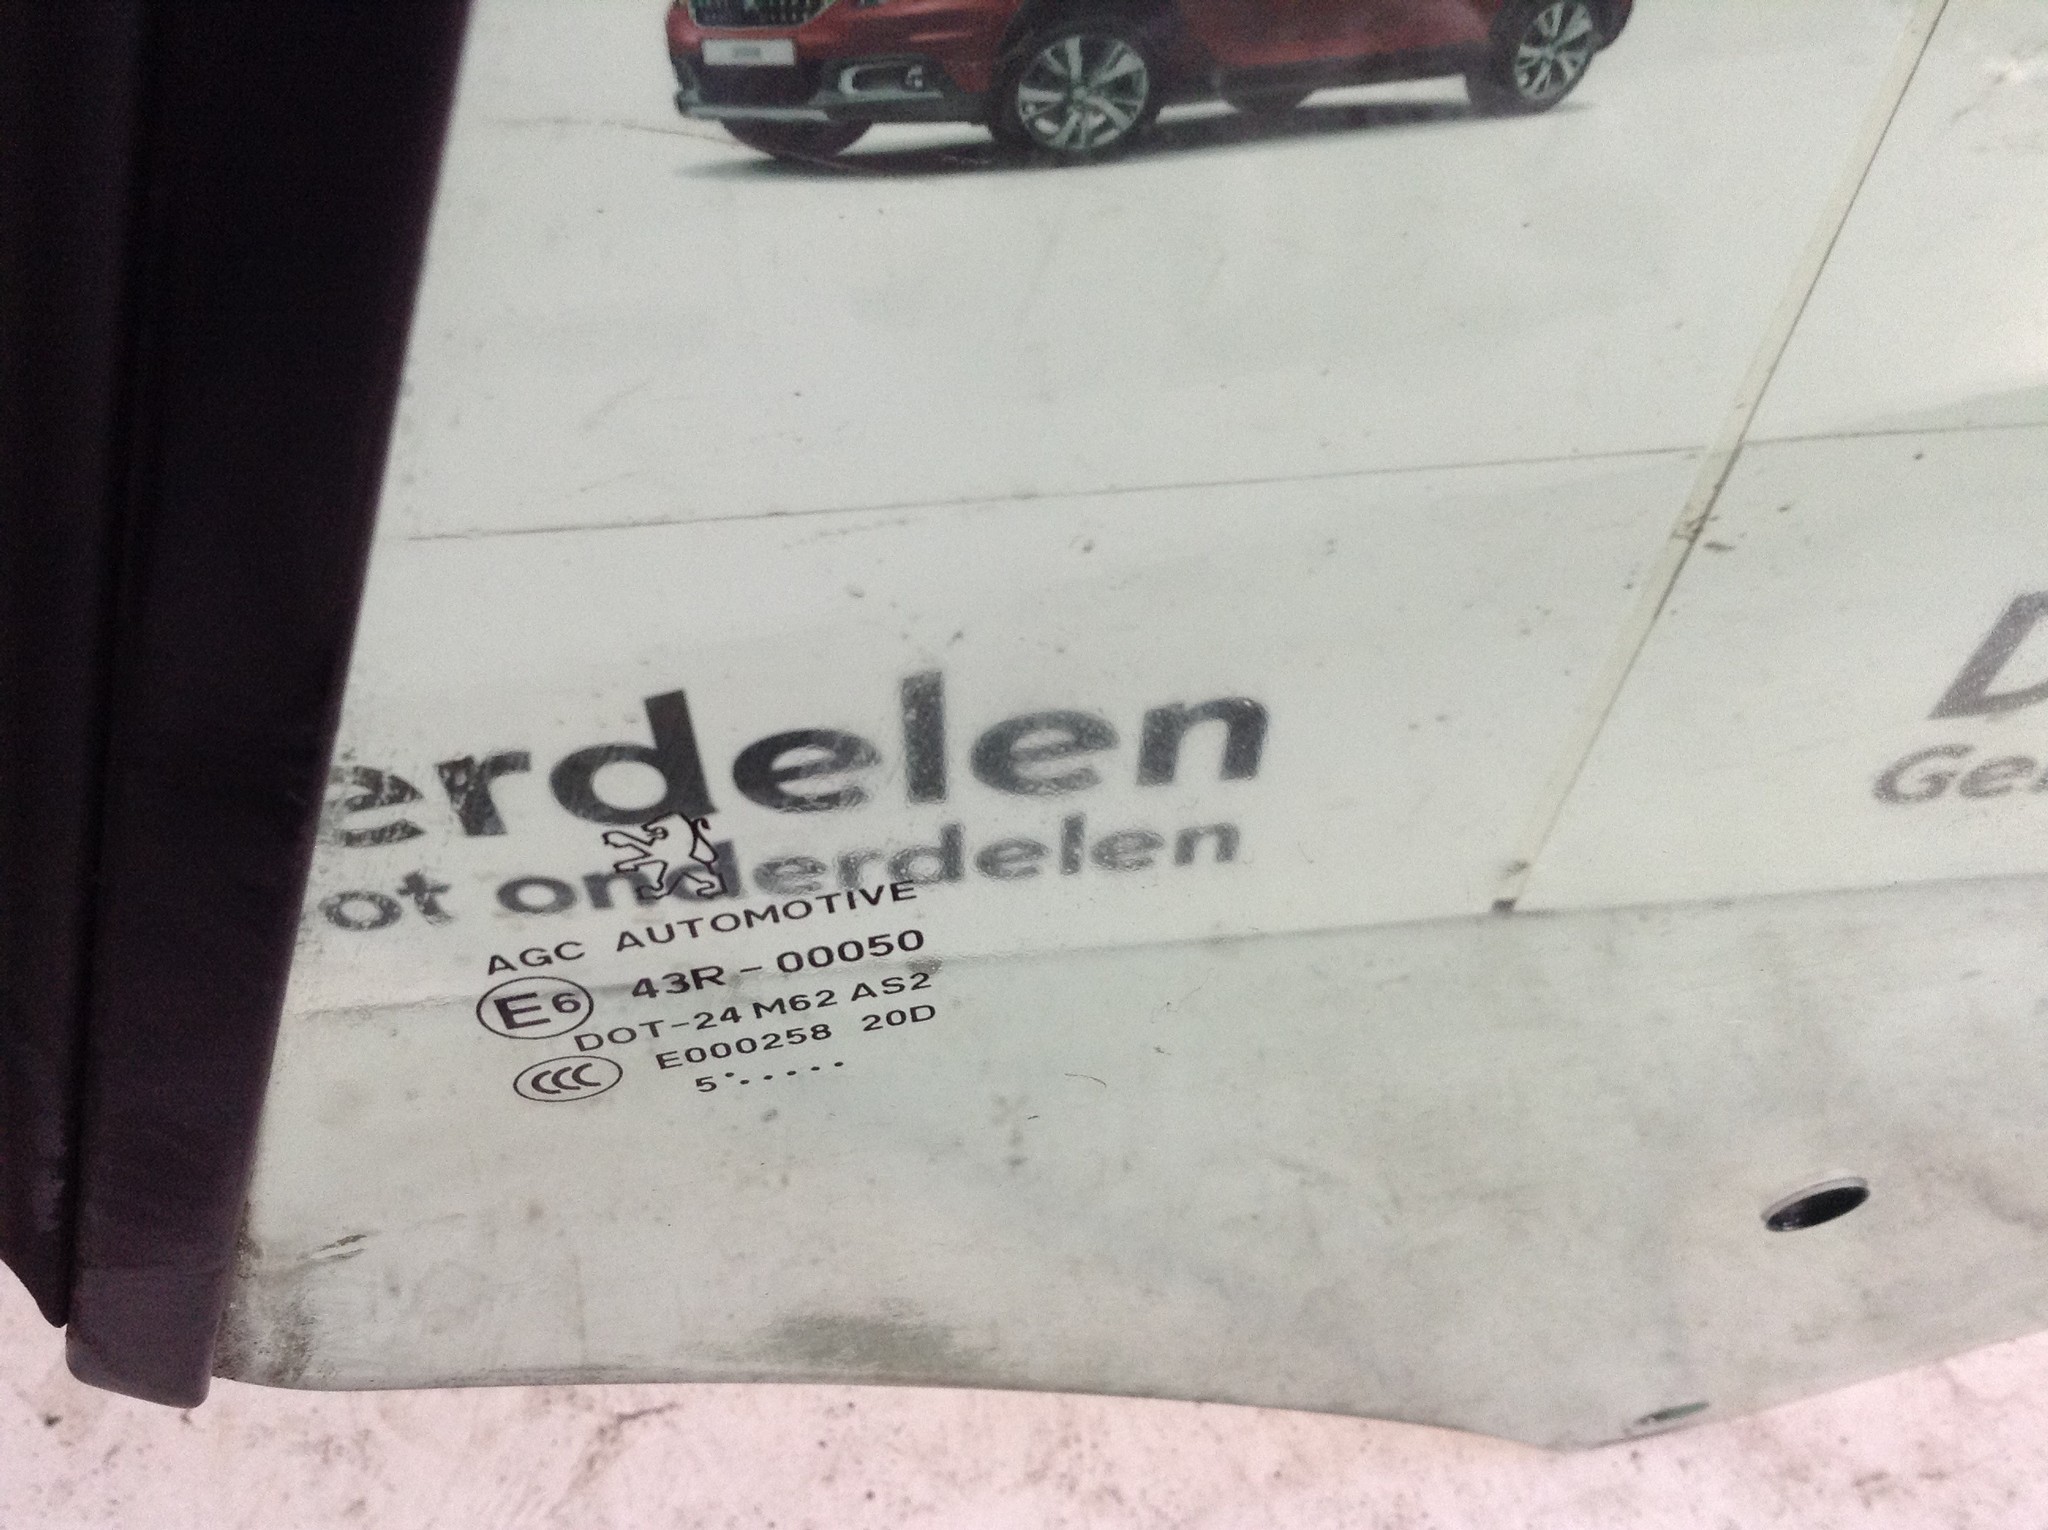 erdelen
D
ot onderdelen
Ge
AGC AUTOMOTIVE
E6 43R-00050
DOT-24 M62 AS2
CCC E000258 20D
5 ·.....